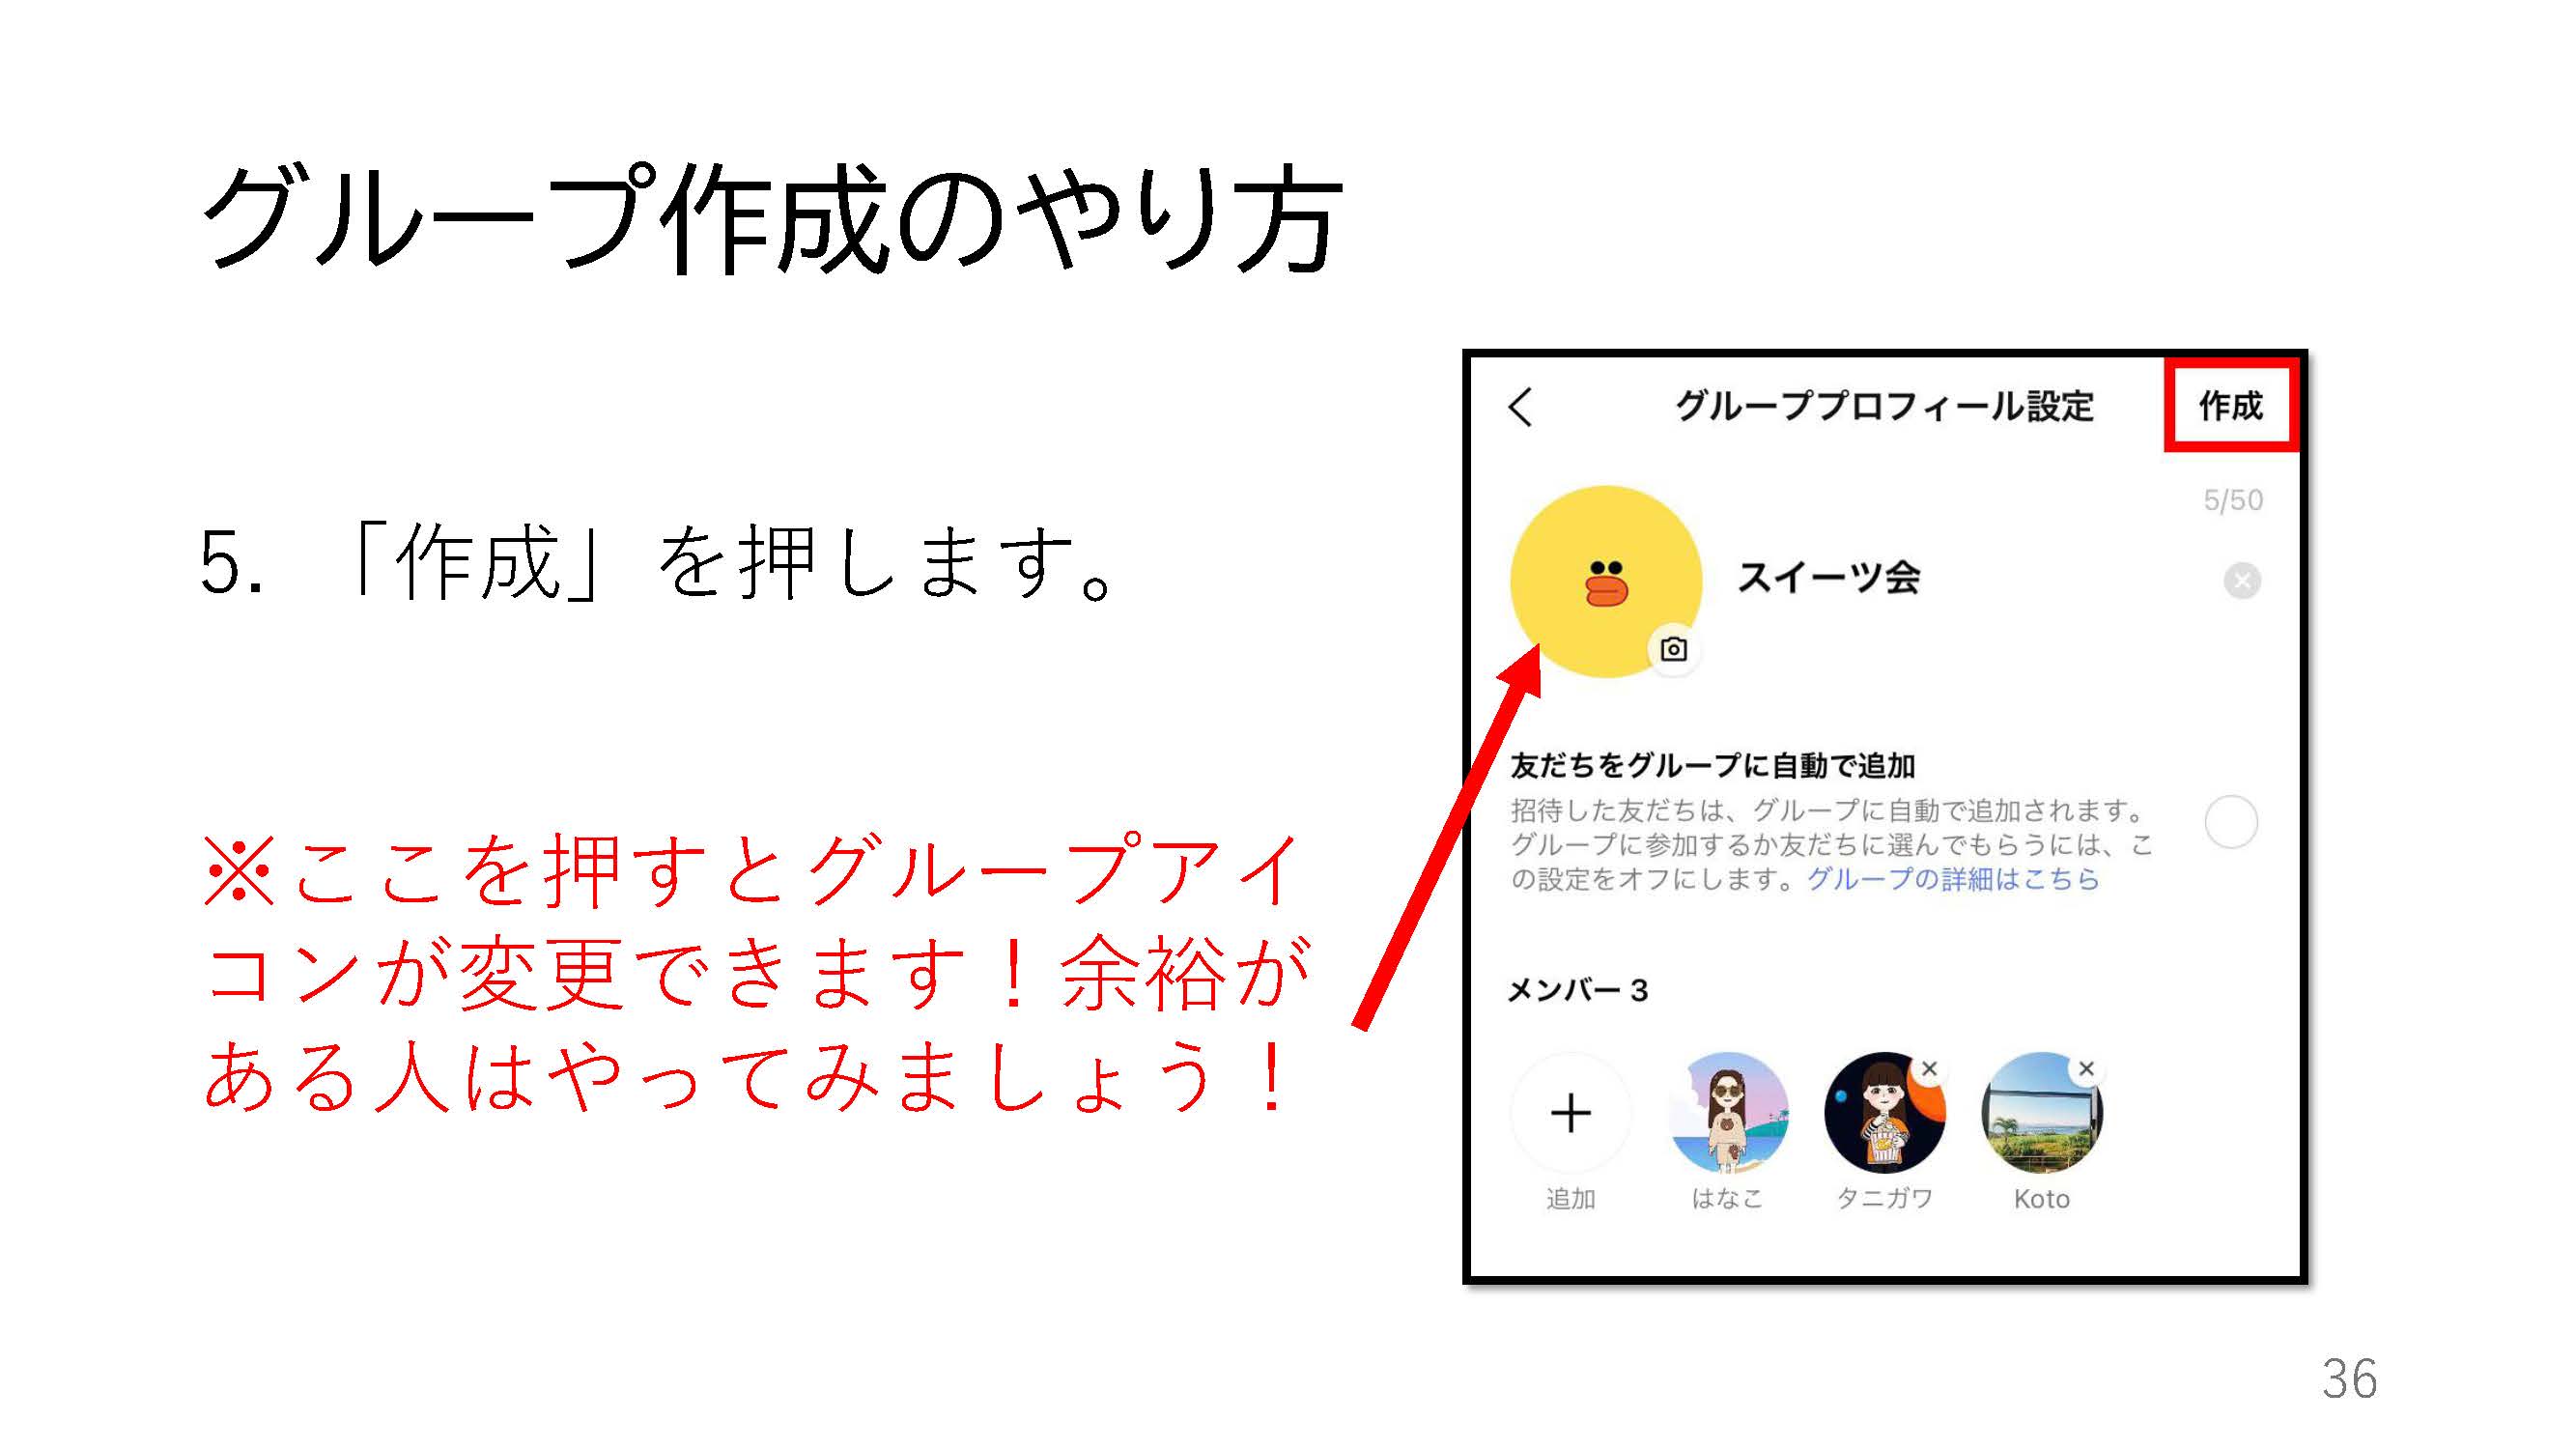 グループ作成のやり方
5. 「作成」を押します。
※ここを押すとグループアイ
コンが変更できます！余裕が
ある人はやってみましょう！
グループプロフィール設定
作成
5/50
スイーツ会
友だちをグループに自動で追加
招待した友だちは、グループに自動で追加されます。
グループに参加するか友だちに選んでもらうには、こ
の設定をオフにします。グループの詳細はこちら
メンバー 3
追加
はなこ
タニガワ
Koto
36